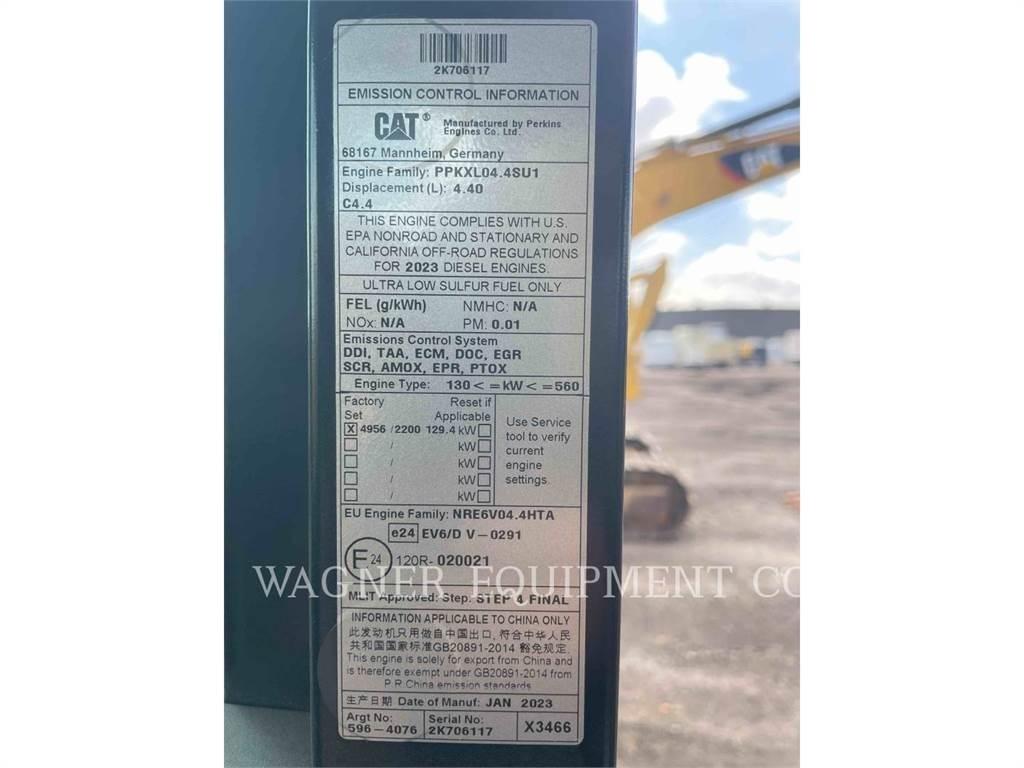 2K706117
EMISSION CONTROL INFORMATION
CAT® Manufactured by Perkins
Engines Co. Ltd.
68167 Mannheim, Germany
Engine Family: PPKXL04.4SU1
Displacement (L): 4.40
C4.4
THIS ENGINE COMPLIES WITH U.S.
EPA NONROAD AND STATIONARY AND
CALIFORNIA OFF-ROAD REGULATIONS
FOR 2023 DIESEL ENGINES.
ULTRA LOW SULFUR FUEL ONLY
FEL (g/kWh) NMHC: N/A
NOx: N/A PM: 0.01
Emissions Control System
DDI, TAA, ECM, DOC, EGR
SCR, AMOX, EPR, PTOX
Engine Type: 130 < =kW< =560
Factory Reset if
Set Applicable
X 4956 /2200 129.4 kW
/ kW
/ kW
/ kW
/ kW
Use Service
tool to verify
current
engine
settings.
EU Engine Family: NRE6V04.4HTA
e24 EV6/D V-0291
E 24 120R- 020021
WAGNER EQUIPMENT CO
MLIT Approved: Step: STEP 4 FINAL
INFORMATION APPLICABLE TO CHINA ONLY
此发动机只用做自中国出口, 符合中华人民
共和国国家标准GB20891-2014 豁免规定.
This engine is solely for export from China and
is therefore exempt under GB20891-2014 from
P.R.China emission standards
生产日期 Date of Manuf: JAN 2023
Argt No: Serial No:
596-4076 2K706117 X3466
CAT